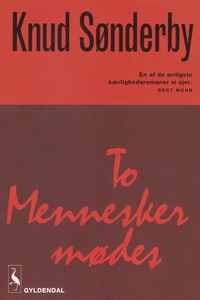 Knud Sønderby
En af de ærligste
kærlighedsromaner vi ejer.
BENT MOHN
To
Mennesker
mødes
GYLDENDAL